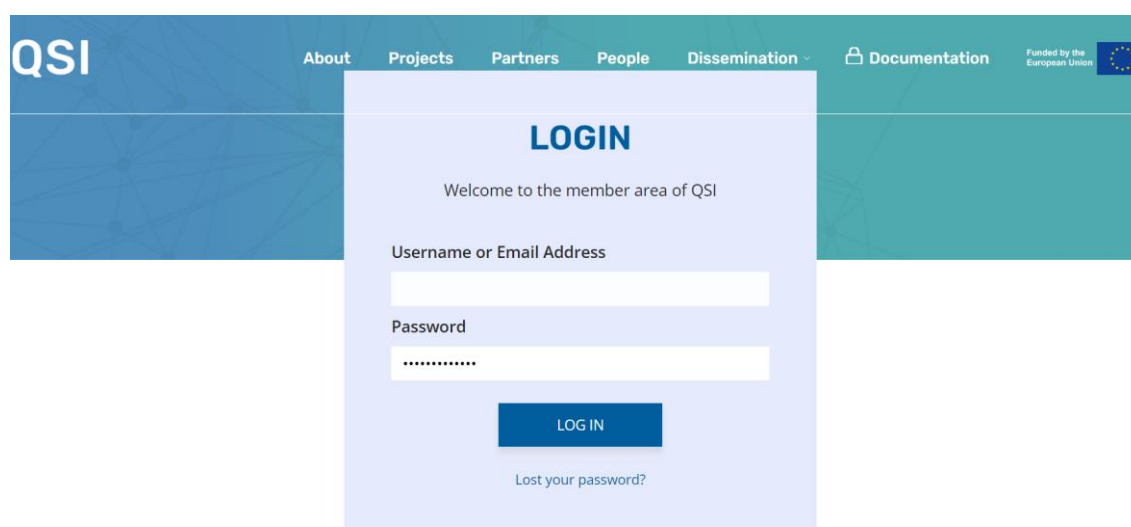 QSI
About Projects Partners People Dissemination Documentation
Funded by the
European Union
LOGIN
Welcome to the member area of QSI
Username or Email Address
Password
•••••••••••••
LOG IN
Lost your password?